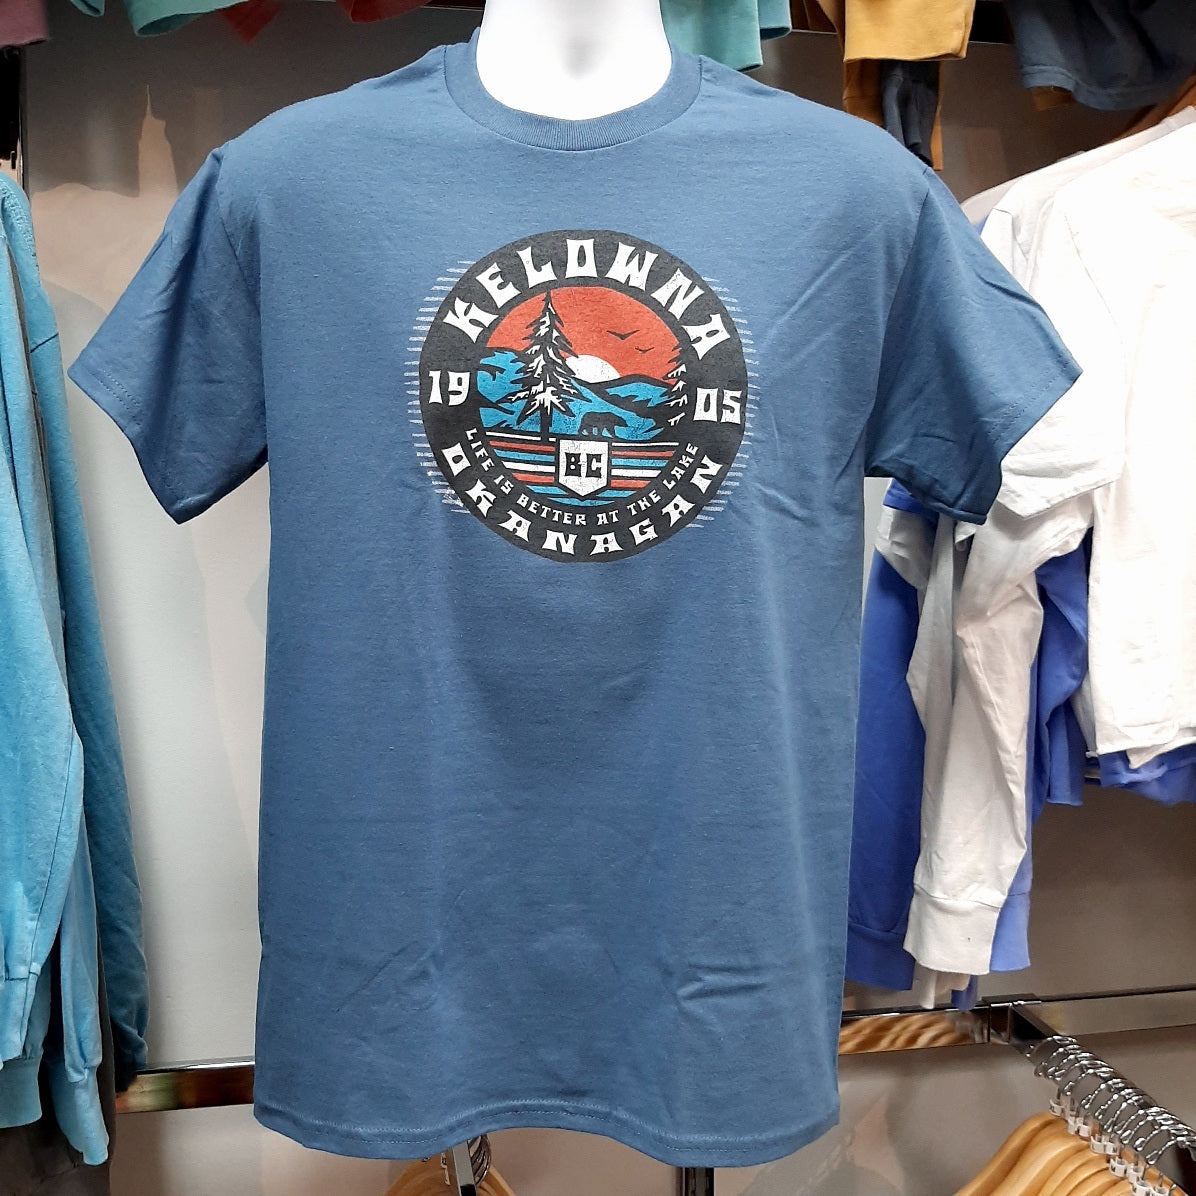 KELOWNA
19 05
BC
LIFE IS BETTER AT THE LAKE
OKANAGAN